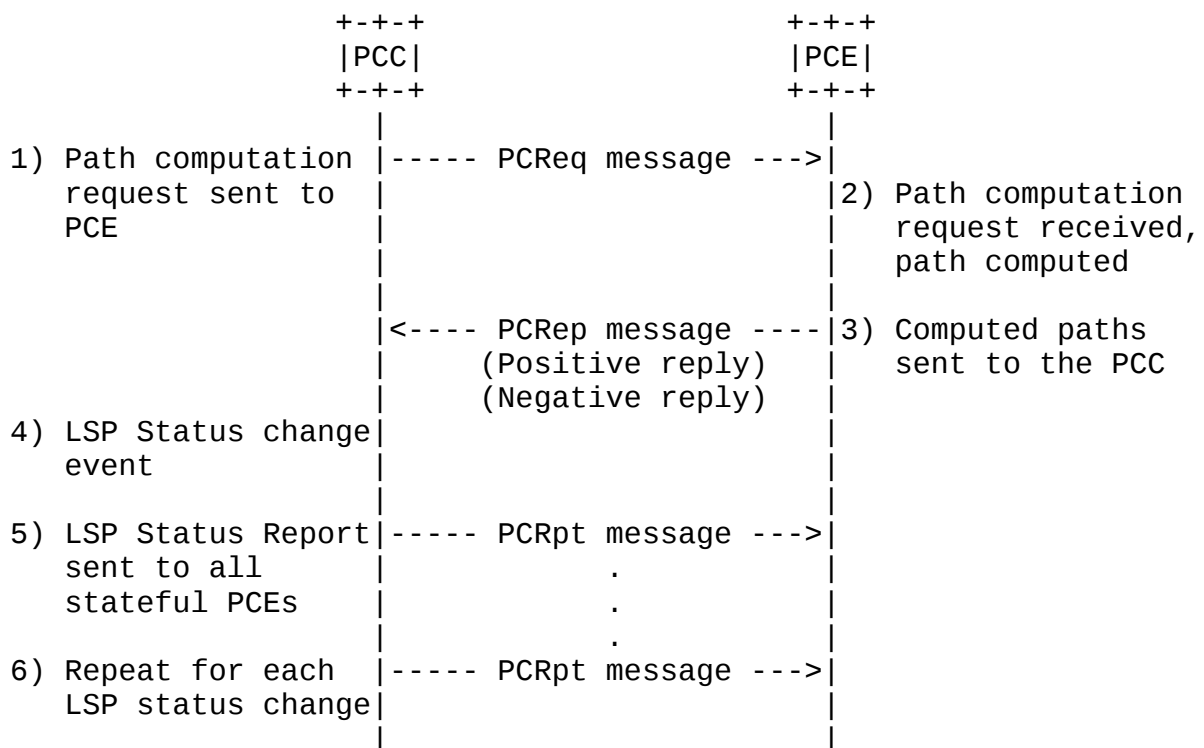 +-+-+                      +-+-+
                      |PCC|                      |PCE|
                      +-+-+                      +-+-+
                        |                          |
1) Path computation     |----- PCReq message --->|
   request sent to      |                          |2) Path computation
   PCE                  |                          |   request received,
                        |                          |   path computed
                        |                          |
                        |<---- PCRep message ----|3) Computed paths
                        |     (Positive reply)     |   sent to the PCC
                        |     (Negative reply)     |
4) LSP Status change|                          |
   event                |                          |
                        |                          |
5) LSP Status Report|----- PCRpt message --->|
   sent to all          |            .             |
   stateful PCEs        |            .             |
                        |            .             |
6) Repeat for each      |----- PCRpt message --->|
   LSP status change|                          |
                        |                          |